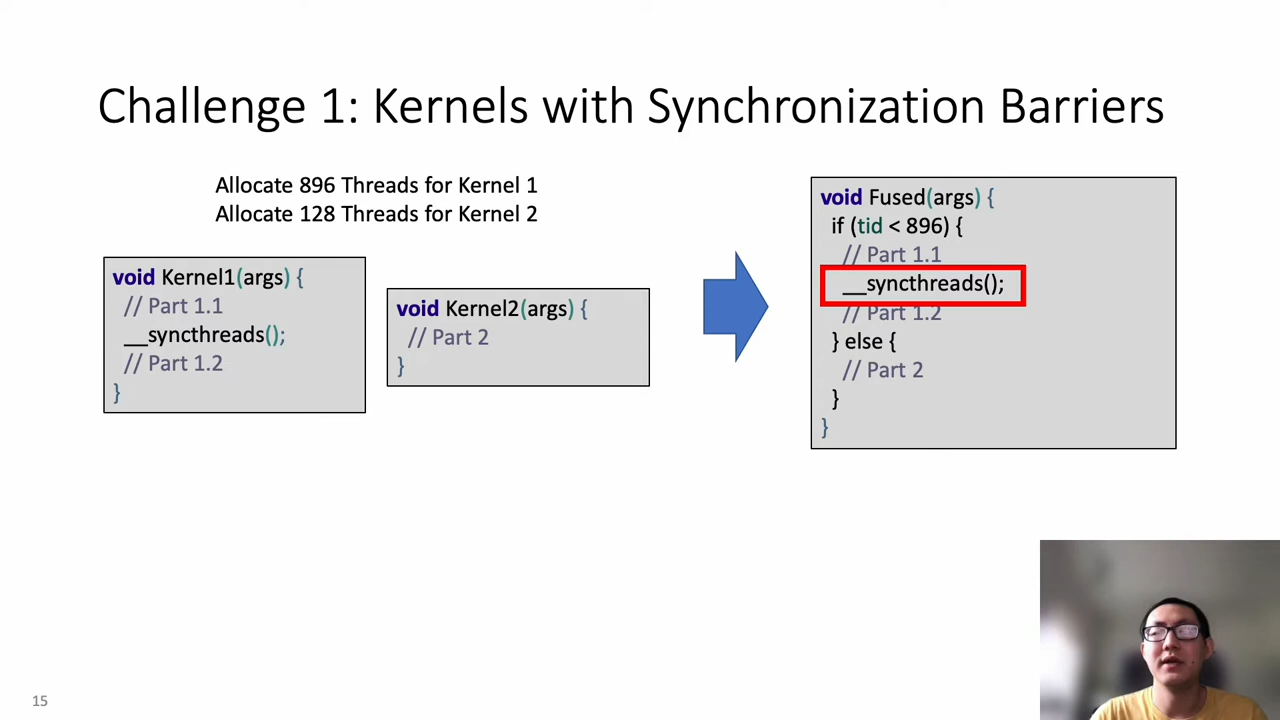 Challenge 1: Kernels with Synchronization Barriers
Allocate 896 Threads for Kernel 1
Allocate 128 Threads for Kernel 2
void Kernel1(args) {
// Part 1.1
__syncthreads();
// Part 1.2
}
void Kernel2(args) {
// Part 2
}
void Fused(args) {
if (tid < 896) {
// Part 1.1
__syncthreads();
// Part 1.2
} else {
// Part 2
}
}
15